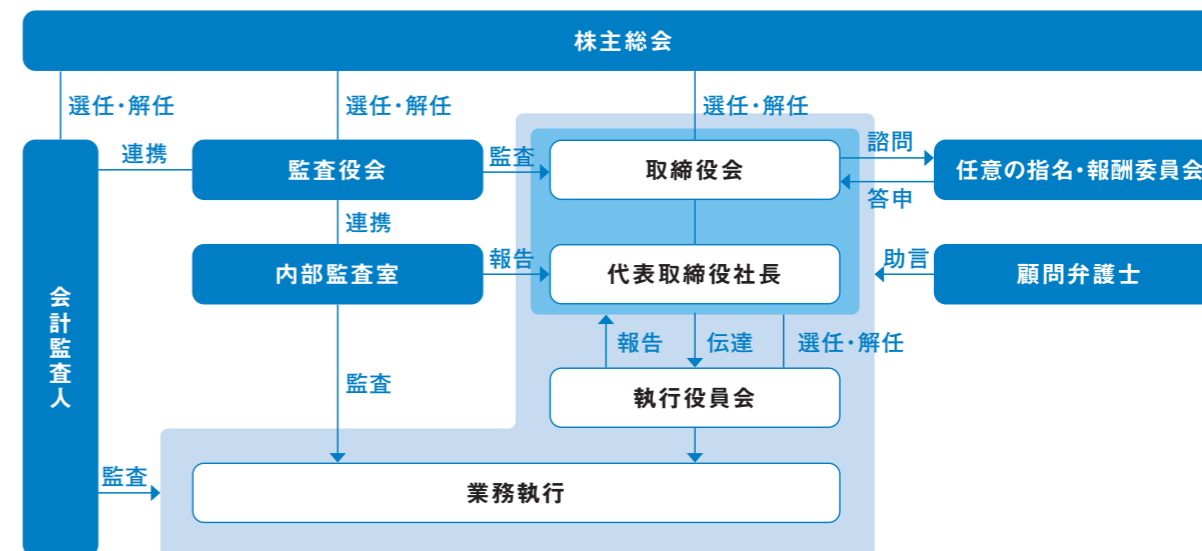 株主総会
選任・解任
選任・解任
選任・解任
連携
監査役会
監査
取締役会
諮問
答申
任意の指名・報酬委員会
連携
内部監査室
報告
代表取締役社長
助言
顧問弁護士
会計監査人
報告
伝達
選任・解任
監査
執行役員会
監査
業務執行